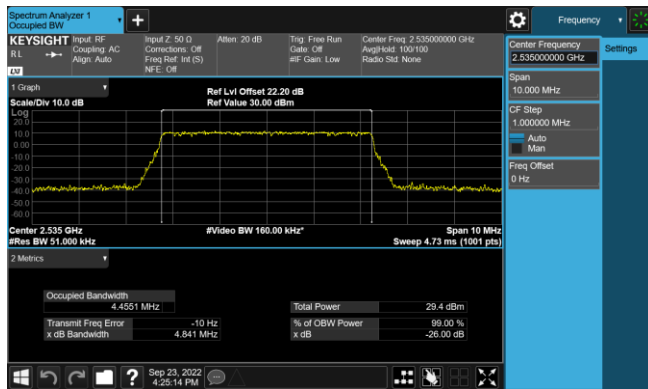 Spectrum Analyzer 1
Occupied BW
+
Frequency
KEYSIGHT Input: RF Input Z: 50 Ω Atten: 20 dB Trig: Free Run Center Freq: 2.535000000 GHz
RL Coupling: AC Corrections: Off Gate: Off Avg|Hold: 100/100
Align: Auto Freq Ref: Int (S) #IF Gain: Low Radio Std: None
NFE: Off
LXI
Center Frequency
2.535000000 GHz
Settings
Span
10.000 MHz
CF Step
1.000000 MHz
Auto
Man
Freq Offset
0 Hz
1 Graph
Ref Lvl Offset 22.20 dB
Scale/Div 10.0 dB Ref Value 30.00 dBm
Log
20.0
10.0
0.00
-10.0
-20.0
-30.0
-40.0
-50.0
-60.0
Center 2.535 GHz #Video BW 160.00 kHz* Span 10 MHz
#Res BW 51.000 kHz Sweep 4.73 ms (1001 pts)
2 Metrics
Occupied Bandwidth
4.4551 MHz Total Power 29.4 dBm
Transmit Freq Error -10 Hz % of OBW Power 99.00 %
x dB Bandwidth 4.841 MHz x dB -26.00 dB
? Sep 23, 2022
4:25:14 PM